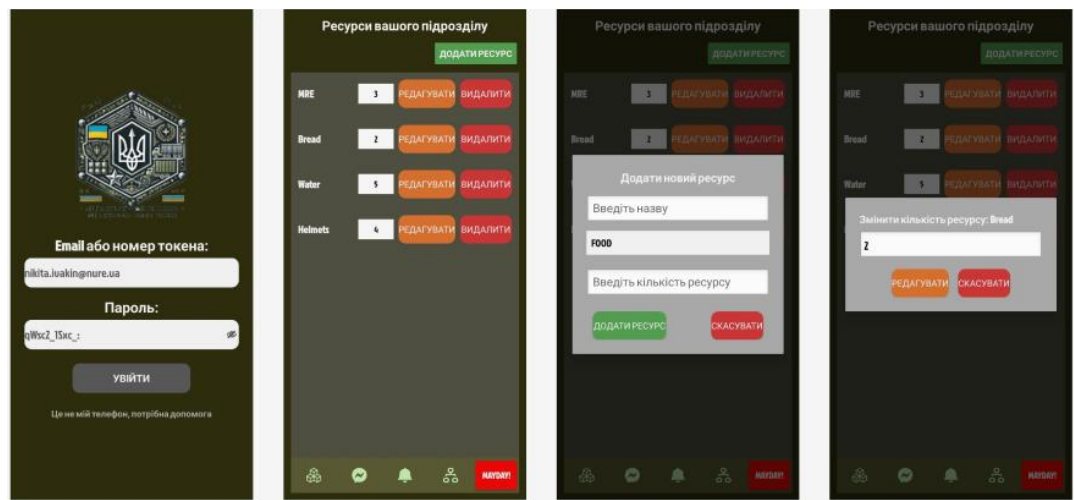 Email або номер токена:
nikita.ivakin@nure.ua
Пароль:
УВІЙТИ
Це не мій телефон, потрібна допомога
Ресурси вашого підрозділу
ДОДАТИ РЕСУРС
MRE 3 РЕДАГУВАТИ ВИДАЛИТИ
Bread 2 РЕДАГУВАТИ ВИДАЛИТИ
Water 5 РЕДАГУВАТИ ВИДАЛИТИ
Helmets 4 РЕДАГУВАТИ ВИДАЛИТИ
MAYDAY!
Ресурси вашого підрозділу
ДОДАТИ РЕСУРС
MRE 3 РЕДАГУВАТИ ВИДАЛИТИ
Bread 2 РЕДАГУВАТИ ВИДАЛИТИ
Додати новий ресурс
Введіть назву
FOOD
Введіть кількість ресурсу
ДОДАТИ РЕСУРС СКАСУВАТИ
MAYDAY!
Ресурси вашого підрозділу
ДОДАТИ РЕСУРС
MRE 3 РЕДАГУВАТИ ВИДАЛИТИ
Bread 2 РЕДАГУВАТИ ВИДАЛИТИ
Water 5 РЕДАГУВАТИ ВИДАЛИТИ
Змінити кількість ресурсу: Bread
2
РЕДАГУВАТИ СКАСУВАТИ
MAYDAY!